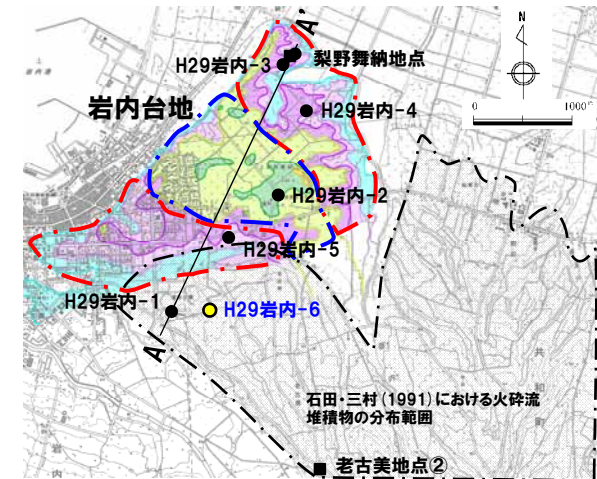 A'
梨野舞納地点
N
H29岩内-3
0 1000m
岩内台地
H29岩内-4
H29岩内-2
H29岩内-5
H29岩内-1
H29岩内-6
A
石田・三村(1991)における火砕流
堆積物の分布範囲
老古美地点②